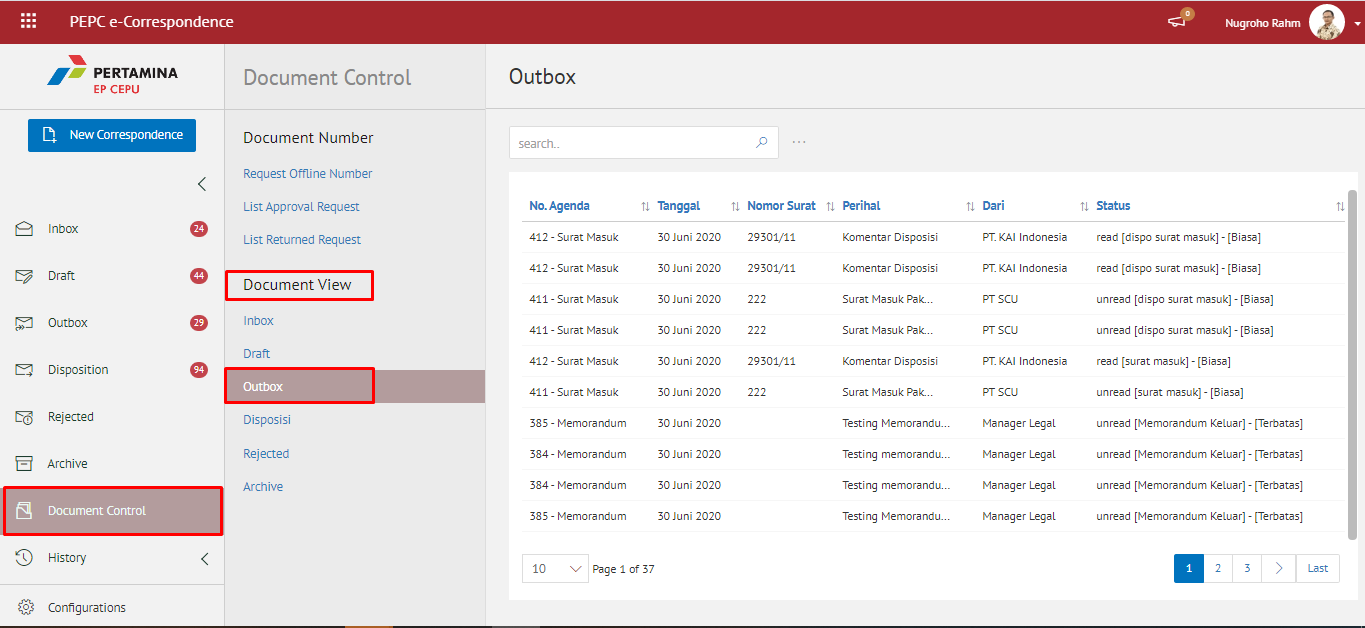 PEPC e-Correspondence
0
Nugroho Rahm
PERTAMINA
EP CEPU
New Correspondence
Inbox 24
Draft 44
Outbox 29
Disposition 94
Rejected
Archive
Document Control
History
Configurations
Document Control
Document Number
Request Offline Number
List Approval Request
List Returned Request
Document View
Inbox
Draft
Outbox
Disposisi
Rejected
Archive
Outbox
search..
...
No. Agenda Tanggal Nomor Surat Perihal Dari Status
412 - Surat Masuk 30 Juni 2020 29301/11 Komentar Disposisi PT. KAI Indonesia read [dispo surat masuk] - [Biasa]
412 - Surat Masuk 30 Juni 2020 29301/11 Komentar Disposisi PT. KAI Indonesia read [dispo surat masuk] - [Biasa]
411 - Surat Masuk 30 Juni 2020 222 Surat Masuk Pak... PT SCU unread [dispo surat masuk] - [Biasa]
411 - Surat Masuk 30 Juni 2020 222 Surat Masuk Pak... PT SCU unread [dispo surat masuk] - [Biasa]
412 - Surat Masuk 30 Juni 2020 29301/11 Komentar Disposisi PT. KAI Indonesia read [surat masuk] - [Biasa]
411 - Surat Masuk 30 Juni 2020 222 Surat Masuk Pak... PT SCU unread [surat masuk] - [Biasa]
385 - Memorandum 30 Juni 2020 Testing Memorandu... Manager Legal unread [Memorandum Keluar] - [Terbatas]
384 - Memorandum 30 Juni 2020 Testing memorandu... Manager Legal unread [Memorandum Keluar] - [Terbatas]
384 - Memorandum 30 Juni 2020 Testing memorandu... Manager Legal unread [Memorandum Keluar] - [Terbatas]
385 - Memorandum 30 Juni 2020 Testing Memorandu... Manager Legal unread [Memorandum Keluar] - [Terbatas]
10 Page 1 of 37 1 2 3 > Last